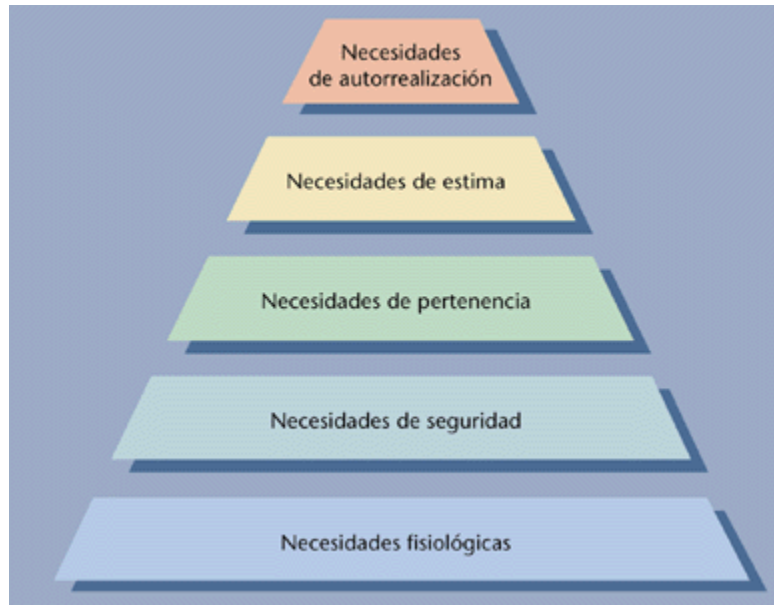 Necesidades
de autorrealización
Necesidades de estima
Necesidades de pertenencia
Necesidades de seguridad
Necesidades fisiológicas